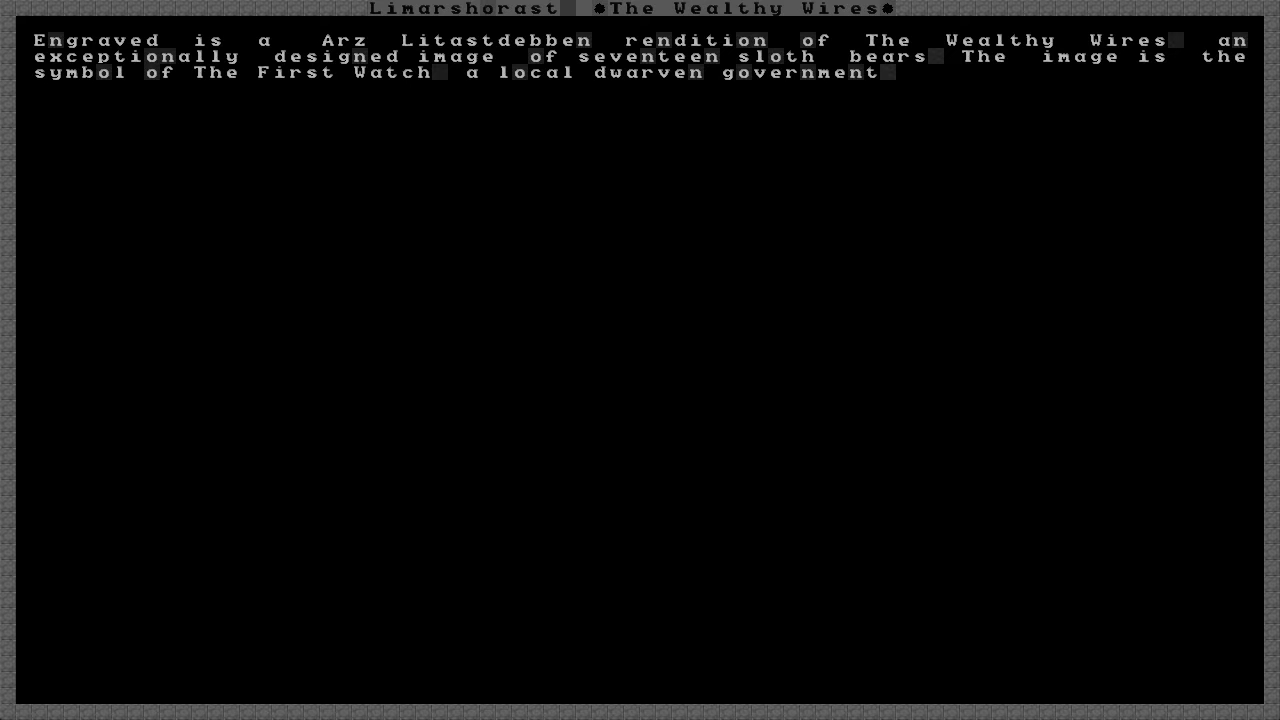 Limarshorast ☼The Wealthy Wires☼
Engraved is a Arz Litastdebben rendition of The Wealthy Wires an
exceptionally designed image of seventeen sloth bears The image is the
symbol of The First Watch a local dwarven government